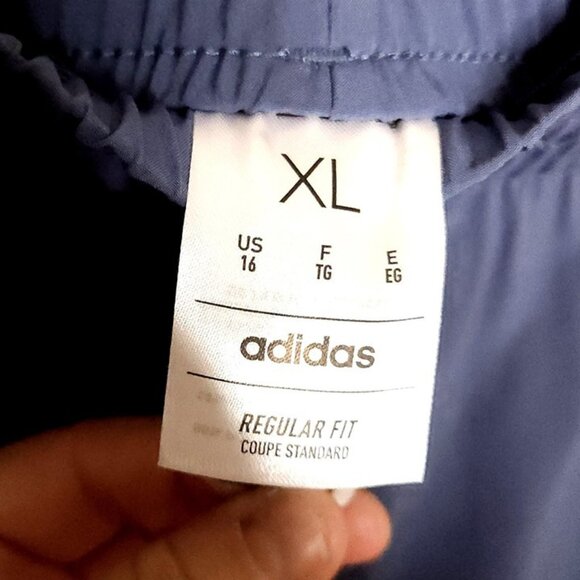 XL
US F E
16 TG EG
adidas
REGULAR FIT
COUPE STANDARD